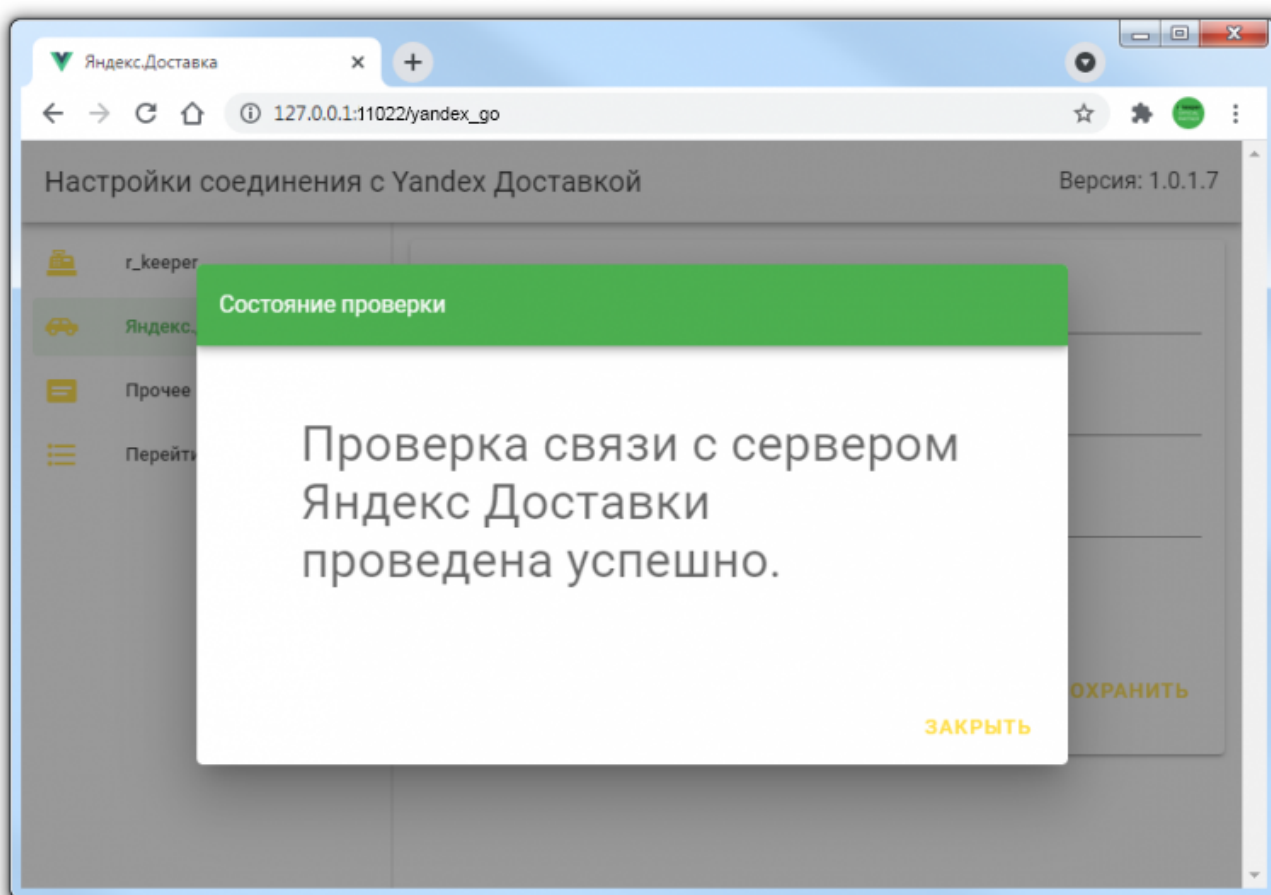 Яндекс.Доставка
127.0.0.1:11022/yandex_go
Настройки соединения с Yandex Доставкой
Версия: 1.0.1.7
r_keeper
Состояние проверки
Яндекс.
Прочее
Перейти
Проверка связи с сервером
Яндекс Доставки
проведена успешно.
ОХРАНИТЬ
ЗАКРЫТЬ